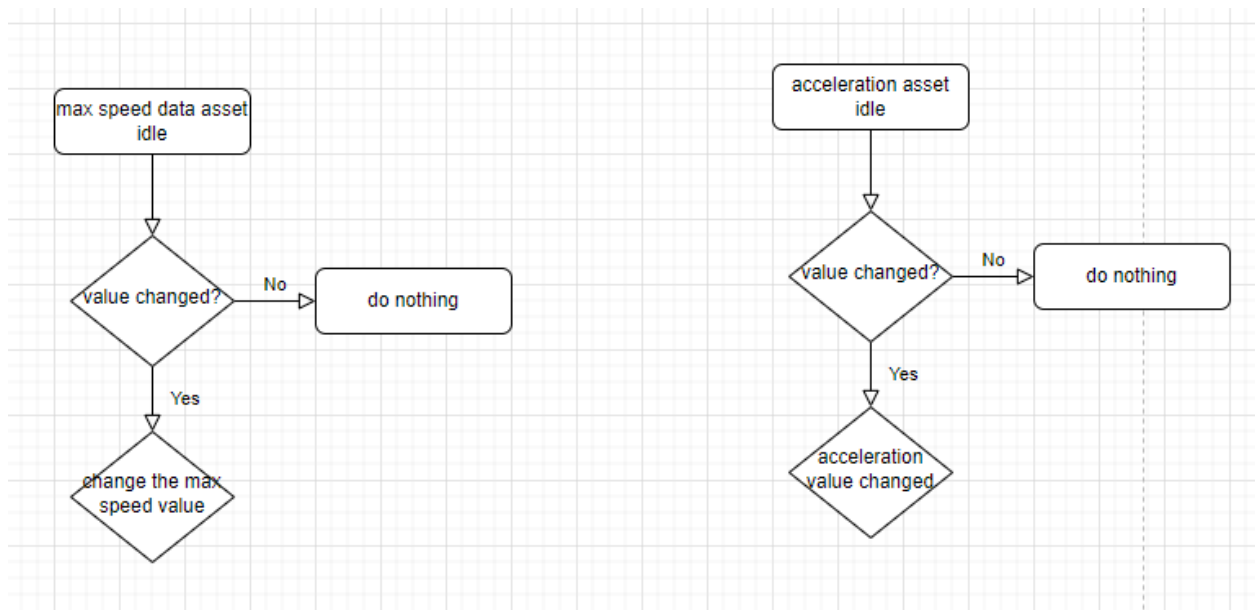 max speed data asset
idle
value changed?
No
do nothing
Yes
change the max
speed value
acceleration asset
idle
value changed?
No
do nothing
Yes
acceleration
value changed